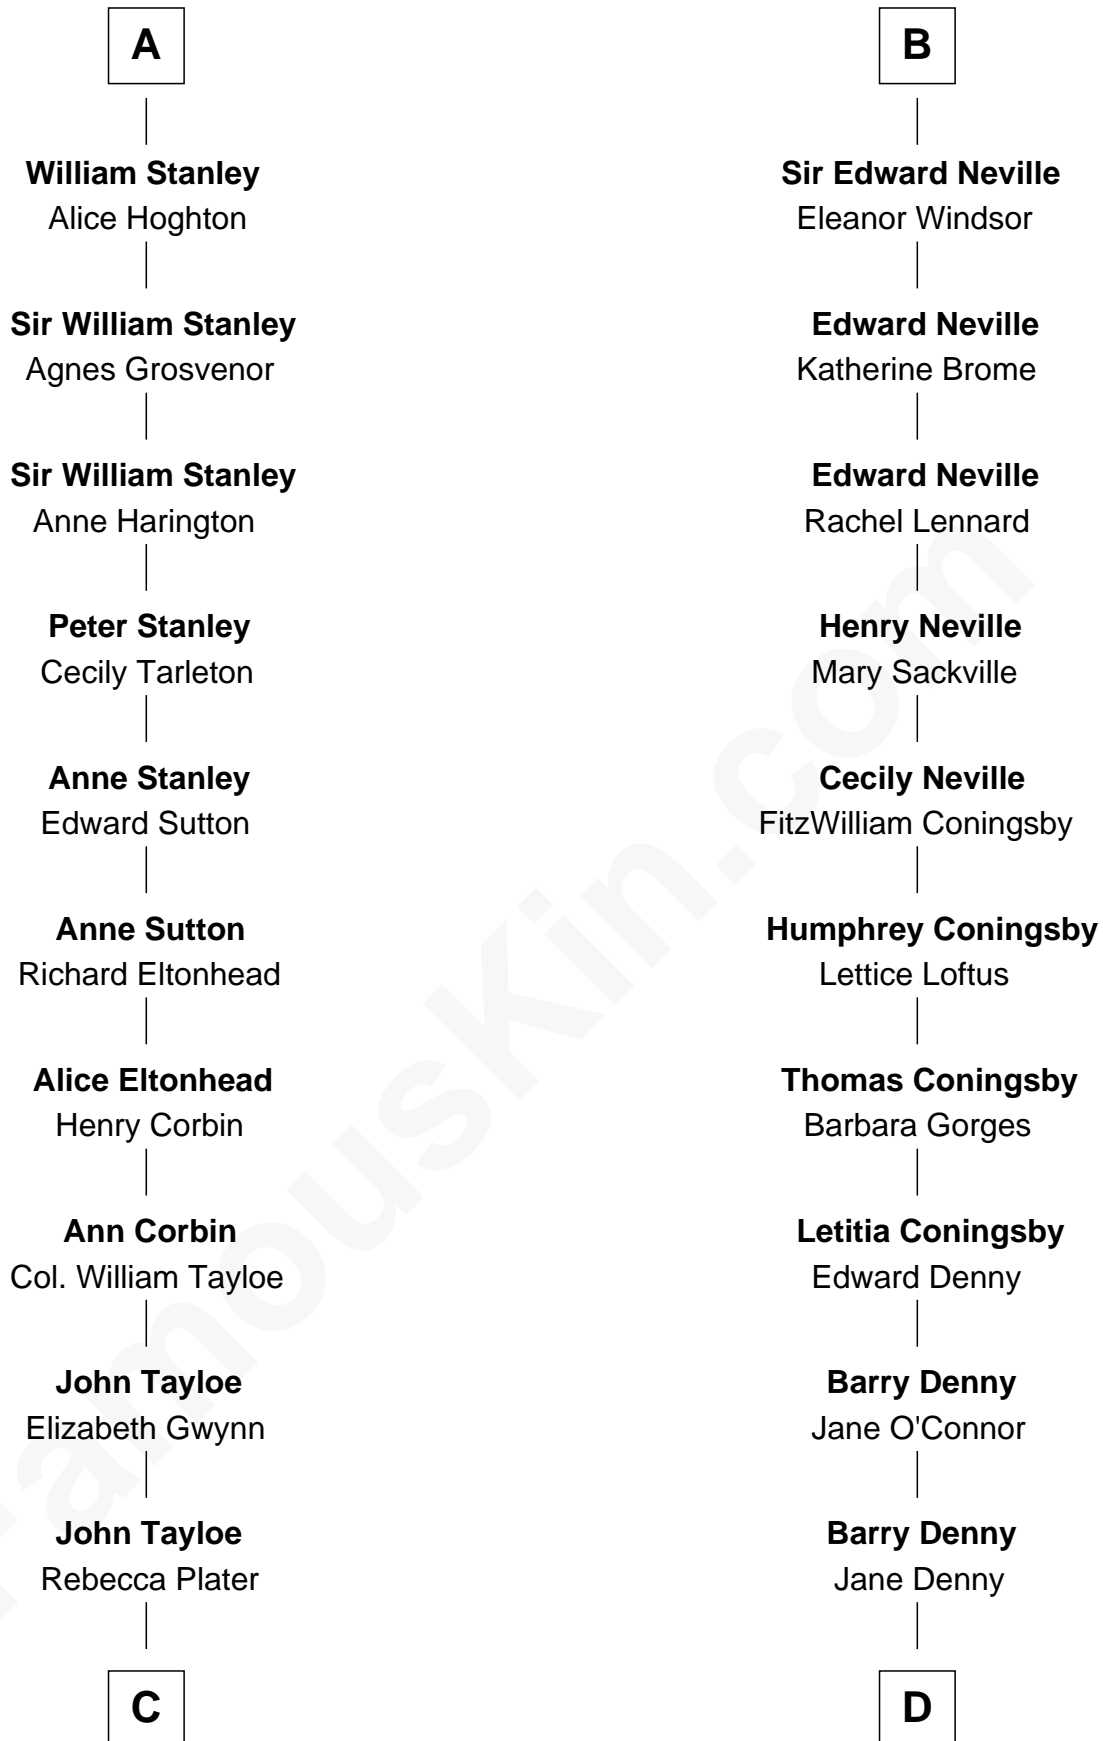 A
William Stanley
Alice Hoghton
Sir William Stanley
Agnes Grosvenor
Sir William Stanley
Anne Harington
Peter Stanley
Cecily Tarleton
Anne Stanley
Edward Sutton
Anne Sutton
Richard Eltonhead
Alice Eltonhead
Henry Corbin
Ann Corbin
Col. William Tayloe
John Tayloe
Elizabeth Gwynn
John Tayloe
Rebecca Plater
C
B
Sir Edward Neville
Eleanor Windsor
Edward Neville
Katherine Brome
Edward Neville
Rachel Lennard
Henry Neville
Mary Sackville
Cecily Neville
FitzWilliam Coningsby
Humphrey Coningsby
Lettice Loftus
Thomas Coningsby
Barbara Gorges
Letitia Coningsby
Edward Denny
Barry Denny
Jane O'Connor
Barry Denny
Jane Denny
D
FamousKin.com